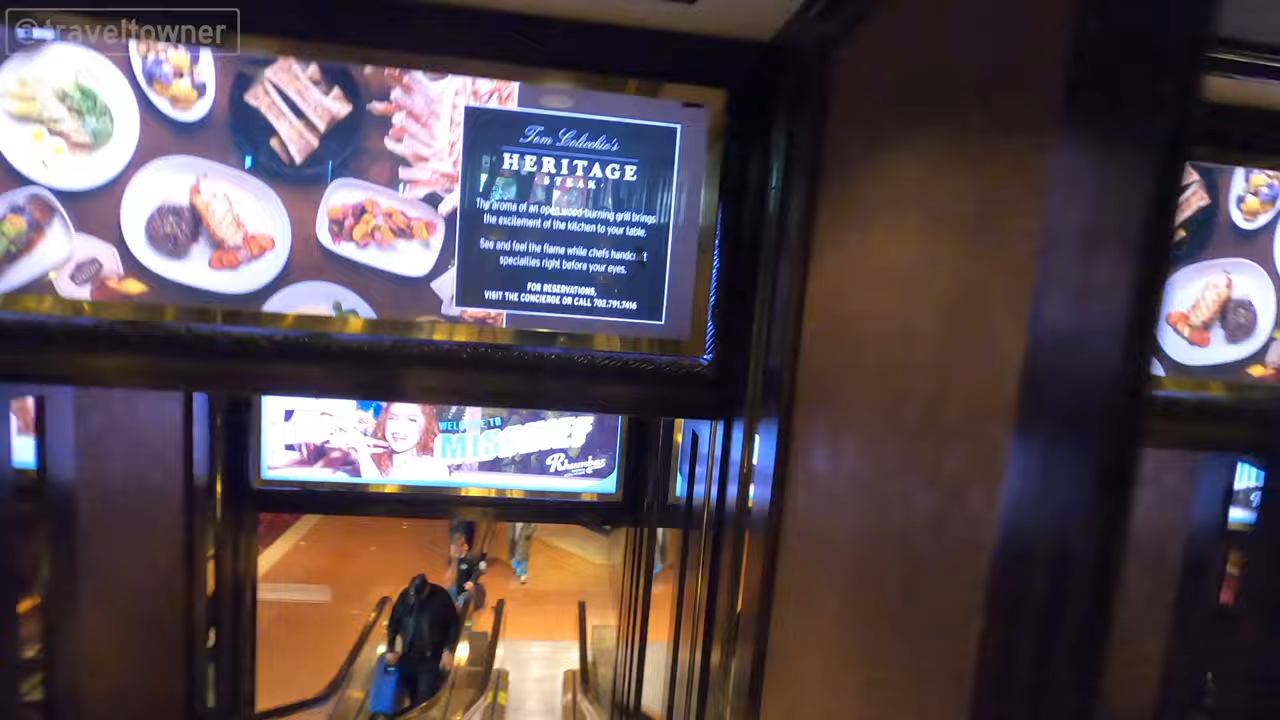 @traveltowner
Tom Colicchio's
HERITAGE
STEAK
The aroma of an open wood-burning grill brings
the excitement of the kitchen to your table.
See and feel the flame while chefs handcraft
specialties right before your eyes.
FOR RESERVATIONS,
VISIT THE CONCIERGE OR CALL 702.791.7416
WELCOME TO
Rhumbar